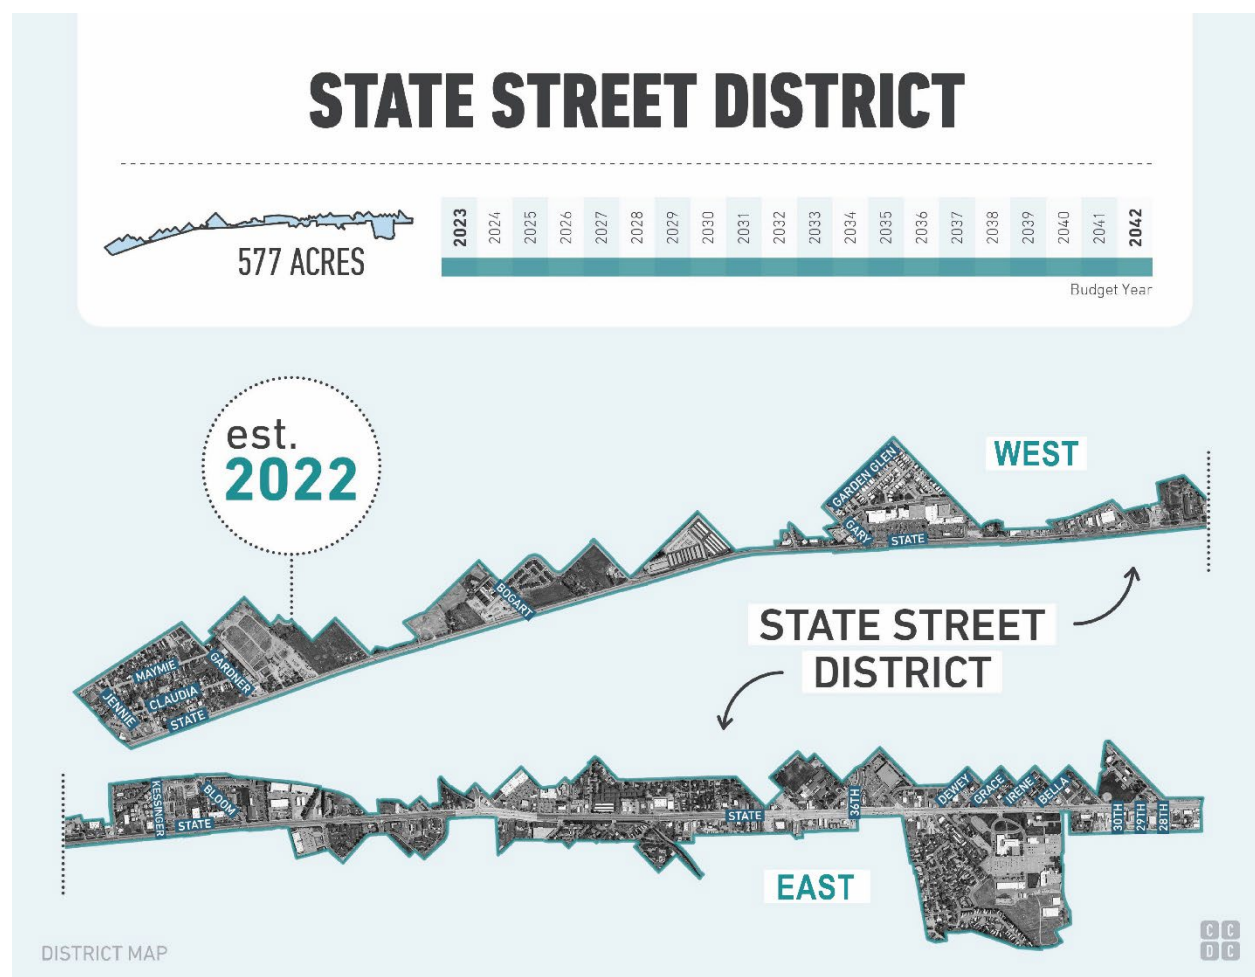 STATE STREET DISTRICT
577 ACRES
2023 2024 2025 2026 2027 2028 2029 2030 2031 2032 2033 2034 2035 2036 2037 2038 2039 2040 2041 2042
Budget Year
est.
2022
WEST
GARDEN GLEN
GARY
STATE
BOGART
GARDNER
MAYMIE
CLAUDIA
JENNIE
STATE
STATE STREET
DISTRICT
KESSINGER
BLOOM
STATE
STATE
36TH
DEWEY
GRACE
IRENE
BELLA
30TH
29TH
28TH
EAST
DISTRICT MAP
CC
DC